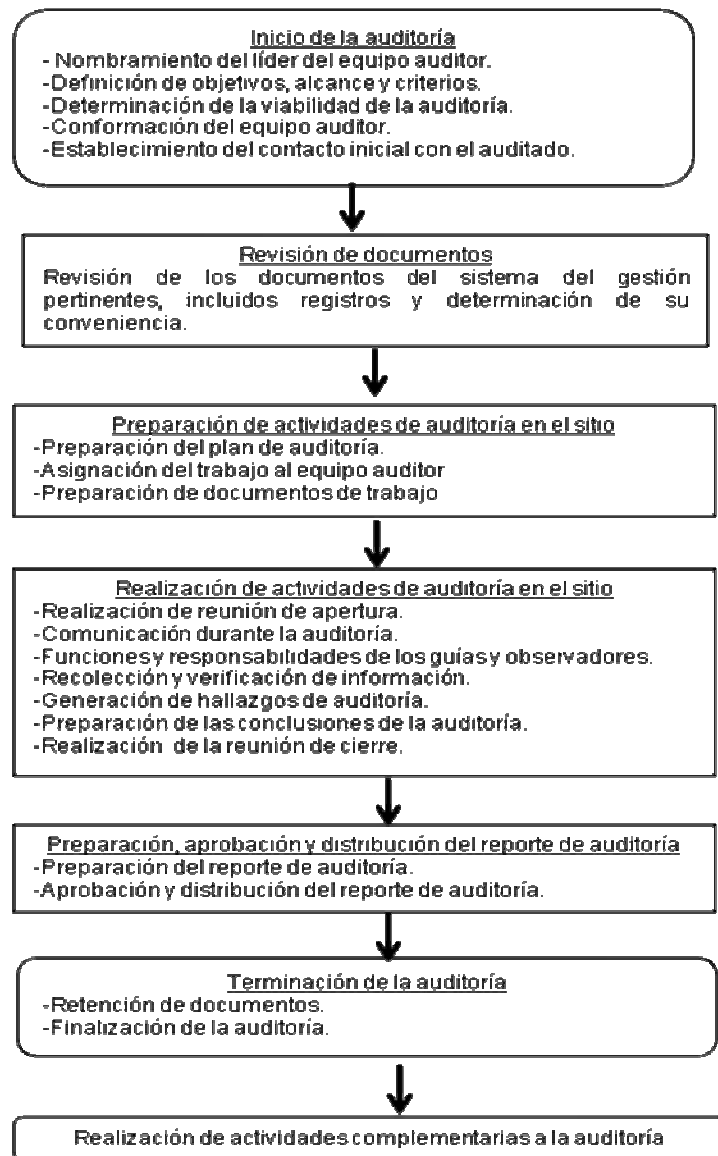 Inicio de la auditoría
- Nombramiento del líder del equipo auditor.
-Definición de objetivos, alcance y criterios.
-Determinación de la viabilidad de la auditoría.
-Conformación del equipo auditor.
-Establecimiento del contacto inicial con el auditado.
Revisión de documentos
Revisión de los documentos del sistema del gestión
pertinentes, incluidos registros y determinación de su
conveniencia.
Preparación de actividades de auditoría en el sitio
-Preparación del plan de auditoría.
-Asignación del trabajo al equipo auditor
-Preparación de documentos de trabajo
Realización de actividades de auditoría en el sitio
-Realización de reunión de apertura.
-Comunicación durante la auditoría.
-Funciones y responsabilidades de los guías y observadores.
-Recolección y verificación de información.
-Generación de hallazgos de auditoría.
-Preparación de las conclusiones de la auditoría.
-Realización de la reunión de cierre.
Preparación, aprobación y distribución del reporte de auditoría
-Preparación del reporte de auditoría.
-Aprobación y distribución del reporte de auditoría.
Terminación de la auditoría
-Retención de documentos.
-Finalización de la auditoría.
Realización de actividades complementarias a la auditoría